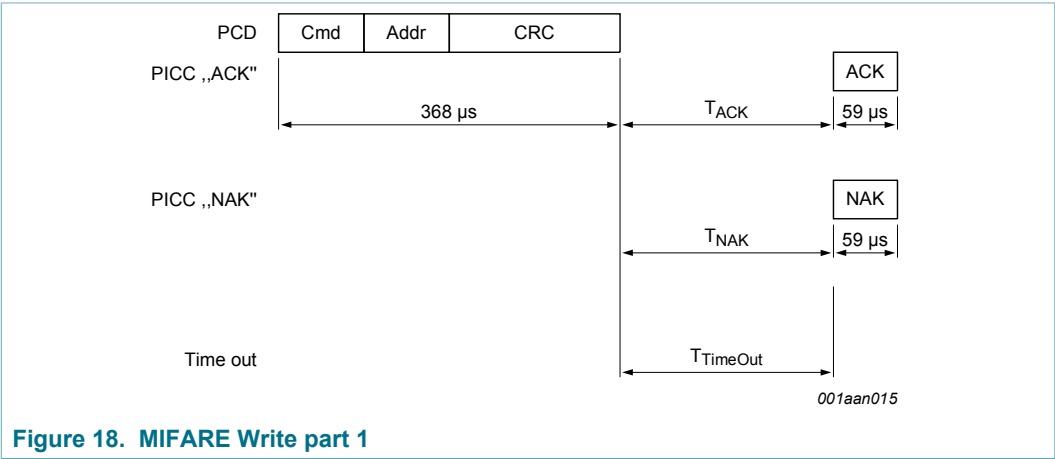 PCD Cmd Addr CRC
PICC ,,ACK" ACK
368 µs TACK 59 µs
PICC ,,NAK" NAK
TNAK 59 µs
Time out TTimeOut
001aan015
Figure 18. MIFARE Write part 1